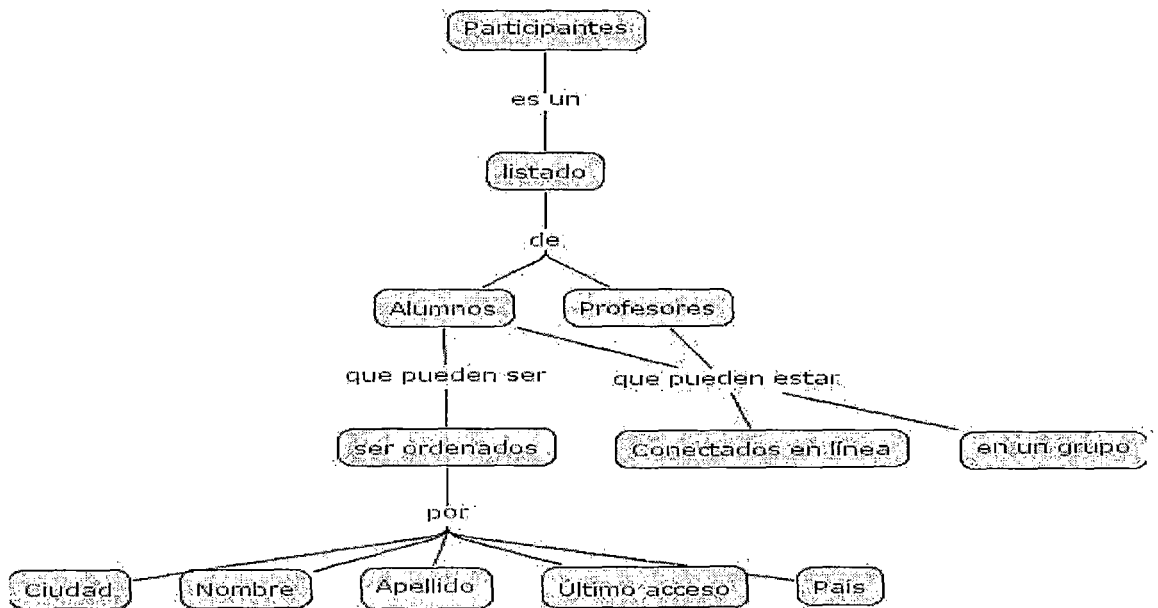 Participantes
es un
listado
de
Alumnos Profesores
que pueden ser que pueden estar
ser ordenados Conectados en línea en un grupo
por
Ciudad Nombre Apellido Último acceso País